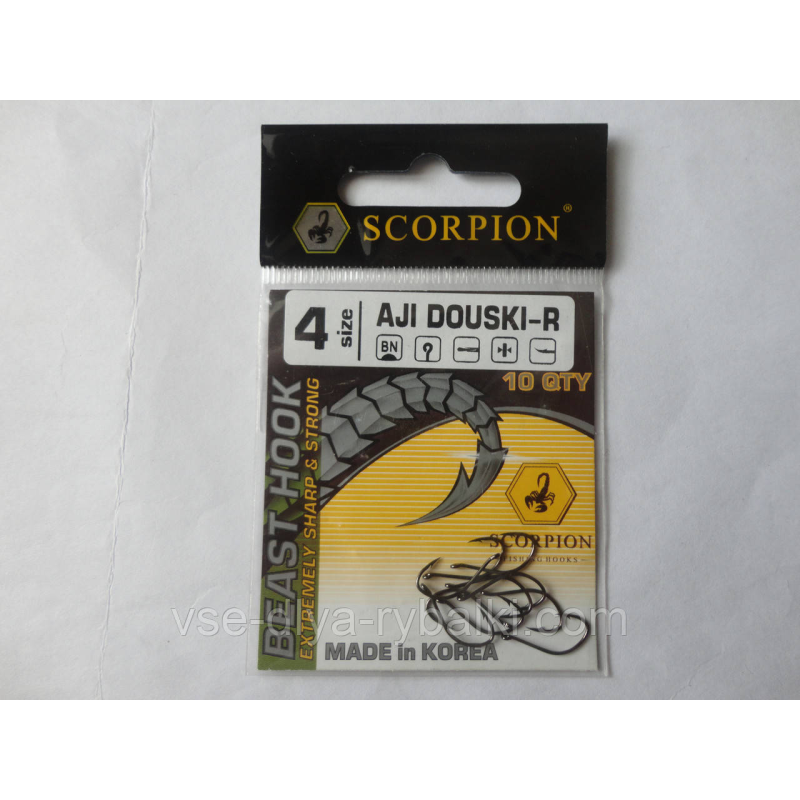 SCORPION®
4 size
AJI DOUSKI-R
BN
10 QTY
BEAST HOOK
EXTREMELY SHARP & STRONG
SCORPION
FISHING HOOKS
vse-dlya-rybalki.com.ua
MADE in KOREA